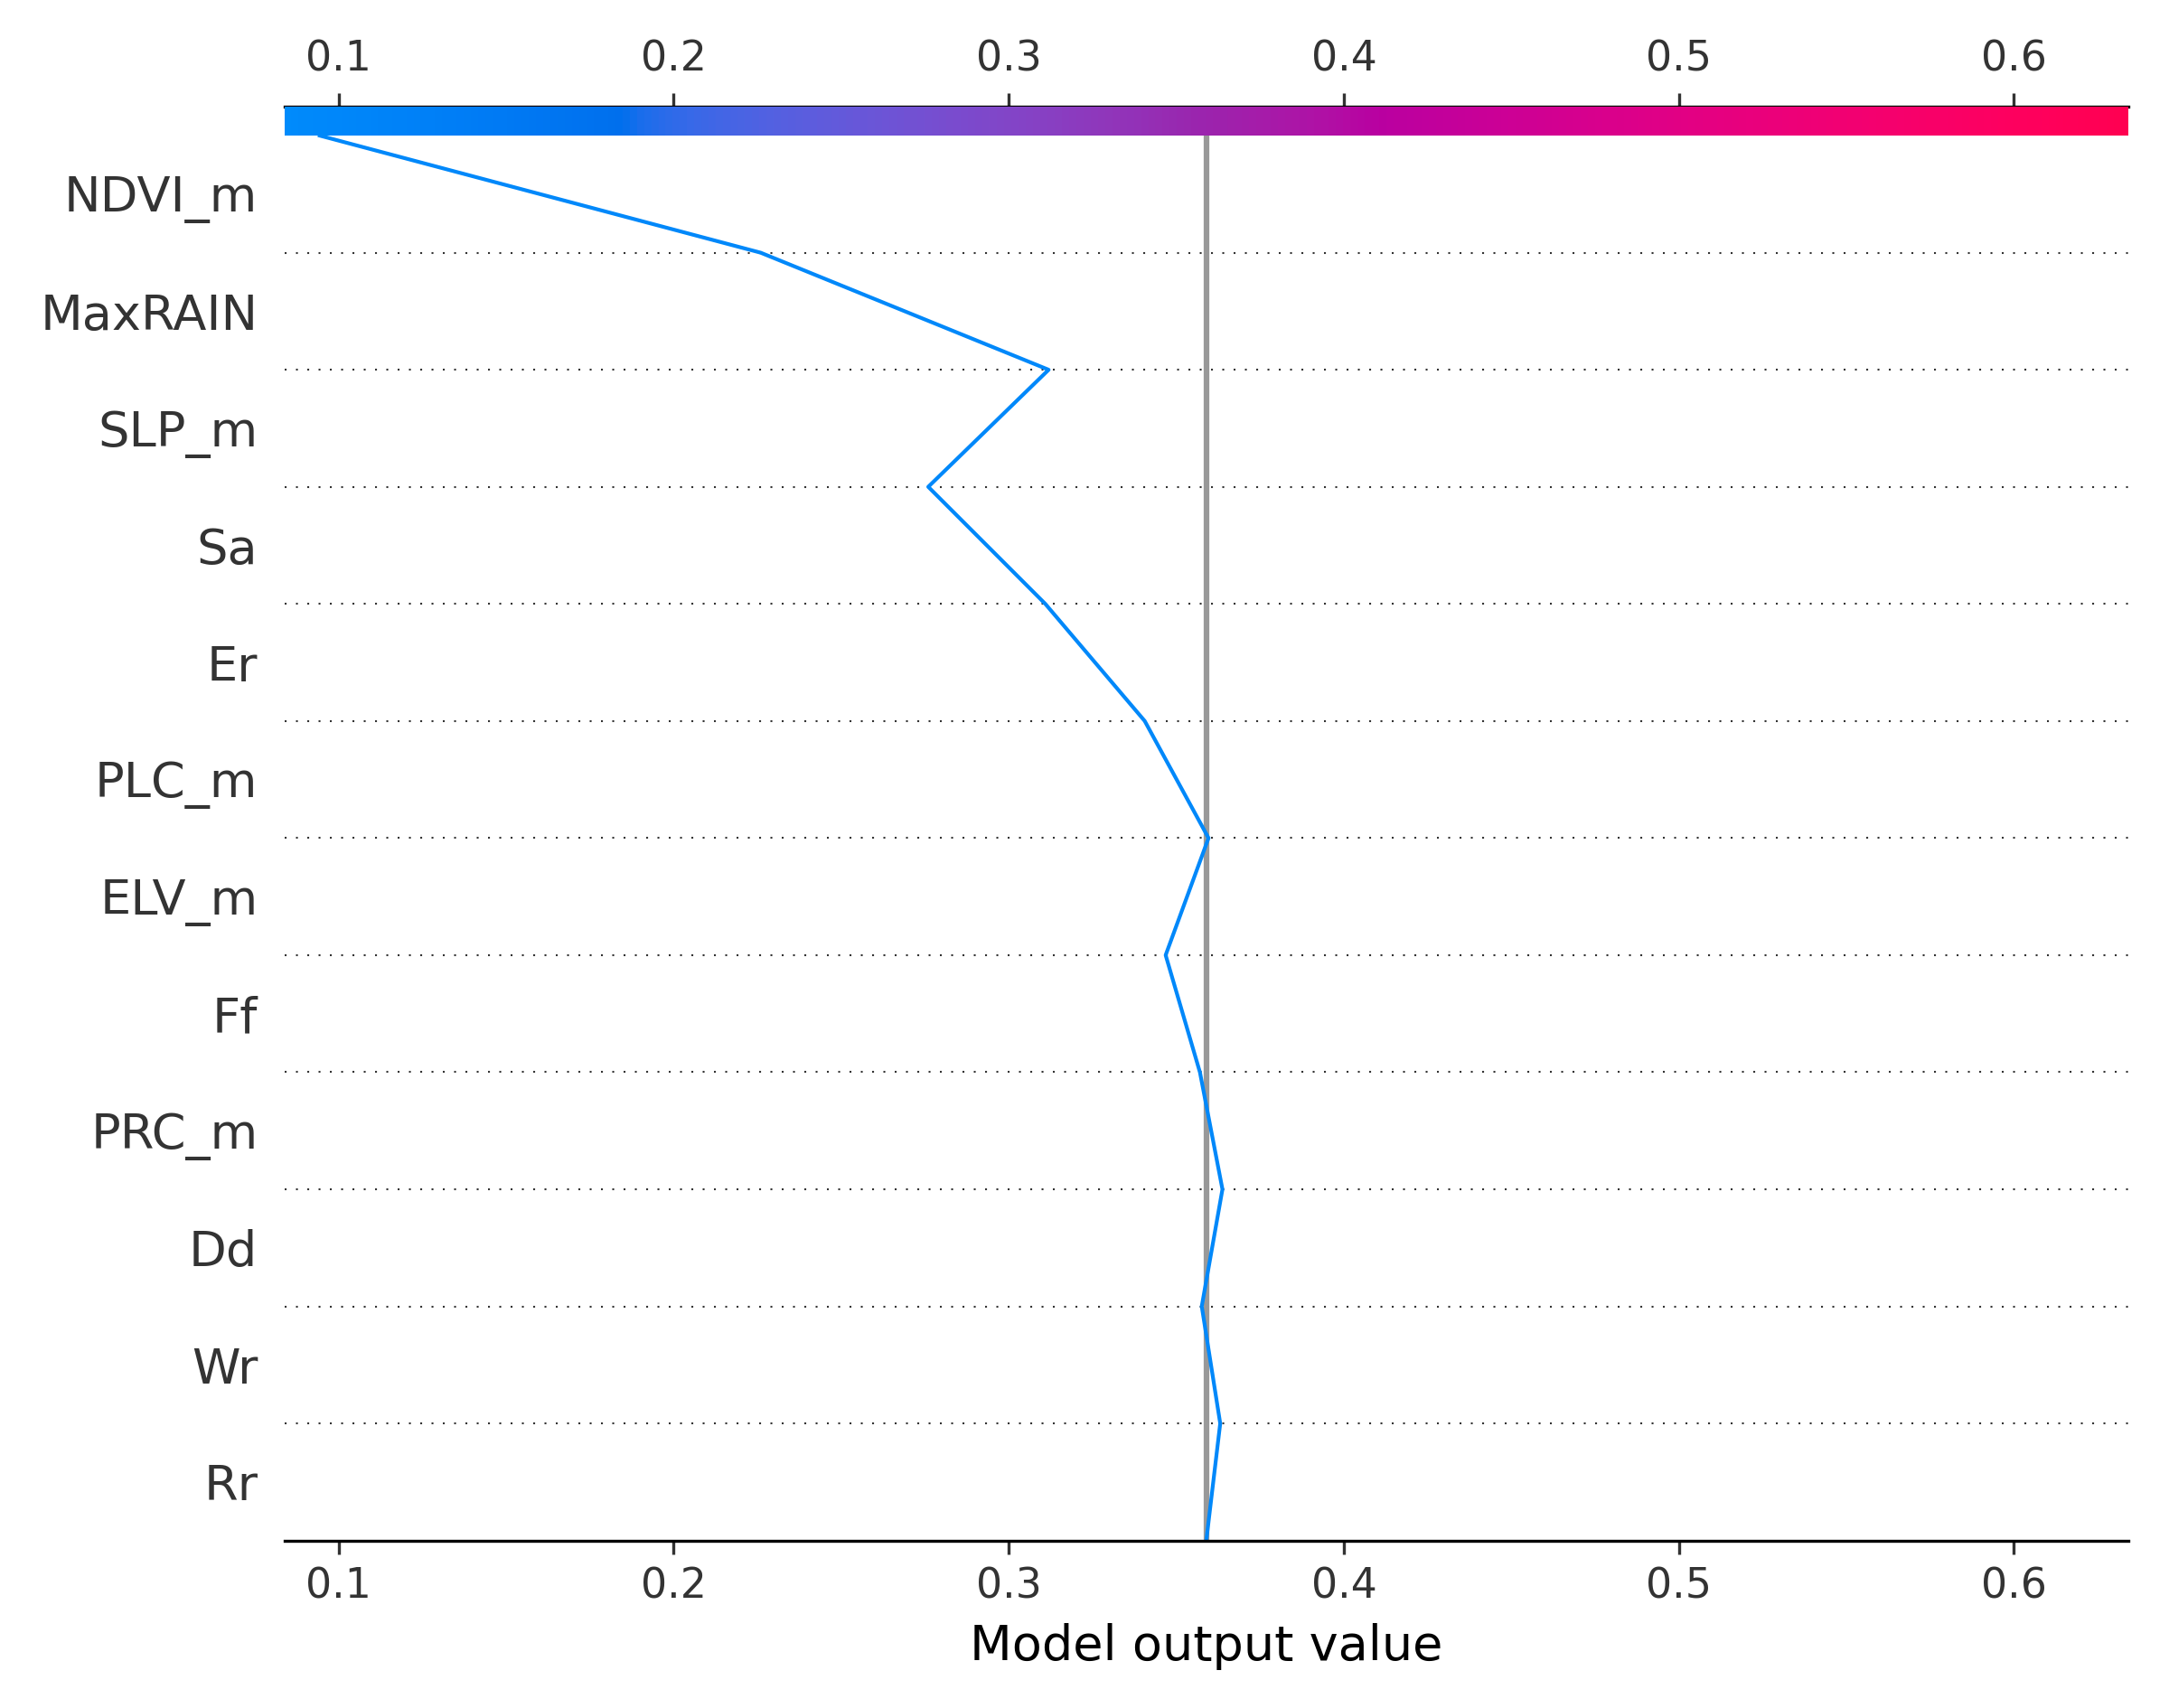 0.1 0.2 0.3 0.4 0.5 0.6
NDVI_m
MaxRAIN
SLP_m
Sa
Er
PLC_m
ELV_m
Ff
PRC_m
Dd
Wr
Rr
0.1 0.2 0.3 0.4 0.5 0.6
Model output value